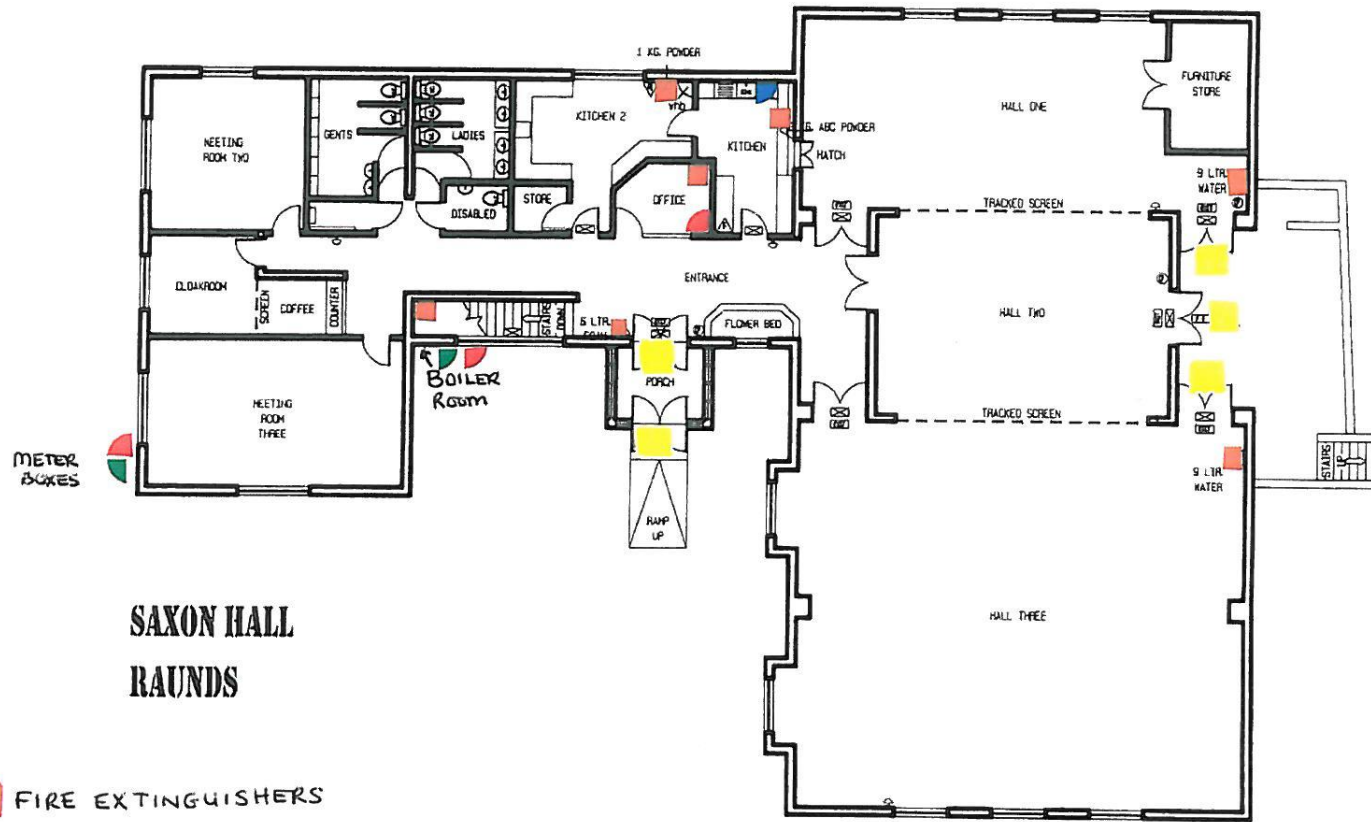 1 KG. POWDER
MEETING
ROOM TWO
GENTS
LADIES
KITCHEN 2
KITCHEN
6 ABC POWDER
HATCH
HALL ONE
FURNITURE
STORE
9 LTR.
WATER
DISABLED
STORE
OFFICE
TRACKED SCREEN
CLOAKROOM
SCREEN
COFFEE
COUNTER
ENTRANCE
STAIRS
DOWN
6 LTR.
FLOWER BED
HALL TWO
BOILER
ROOM
PORCH
MEETING
ROOM
THREE
TRACKED SCREEN
METER
BOXES
9 LTR.
WATER
STAIRS
UP
RAMP
UP
HALL THREE
SAXON HALL
RAUNDS
FIRE EXTINGUISHERS